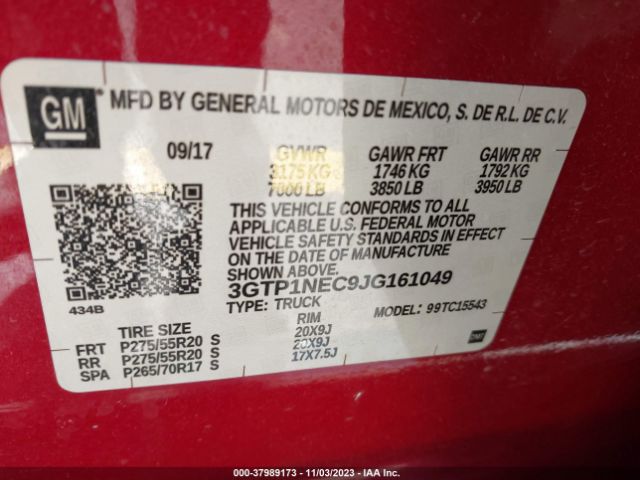 GM MFD BY GENERAL MOTORS DE MEXICO, S. DE R.L. DE C.V.
09/17 GVWR GAWR FRT GAWR RR
3175 KG 1746 KG 1792 KG
7000 LB 3850 LB 3950 LB
THIS VEHICLE CONFORMS TO ALL
APPLICABLE U.S. FEDERAL MOTOR
VEHICLE SAFETY STANDARDS IN EFFECT
ON THE DATE OF MANUFACTURE
SHOWN ABOVE.
3GTP1NEC9JG161049
434B TYPE: TRUCK MODEL: 99TC15543
TIRE SIZE RIM
FRT P275/55R20 S 20X9J
RR P275/55R20 S 20X9J
SPA P265/70R17 S 17X7.5J
COPART: 37989173 - 11/03/2023 - IAA Inc.